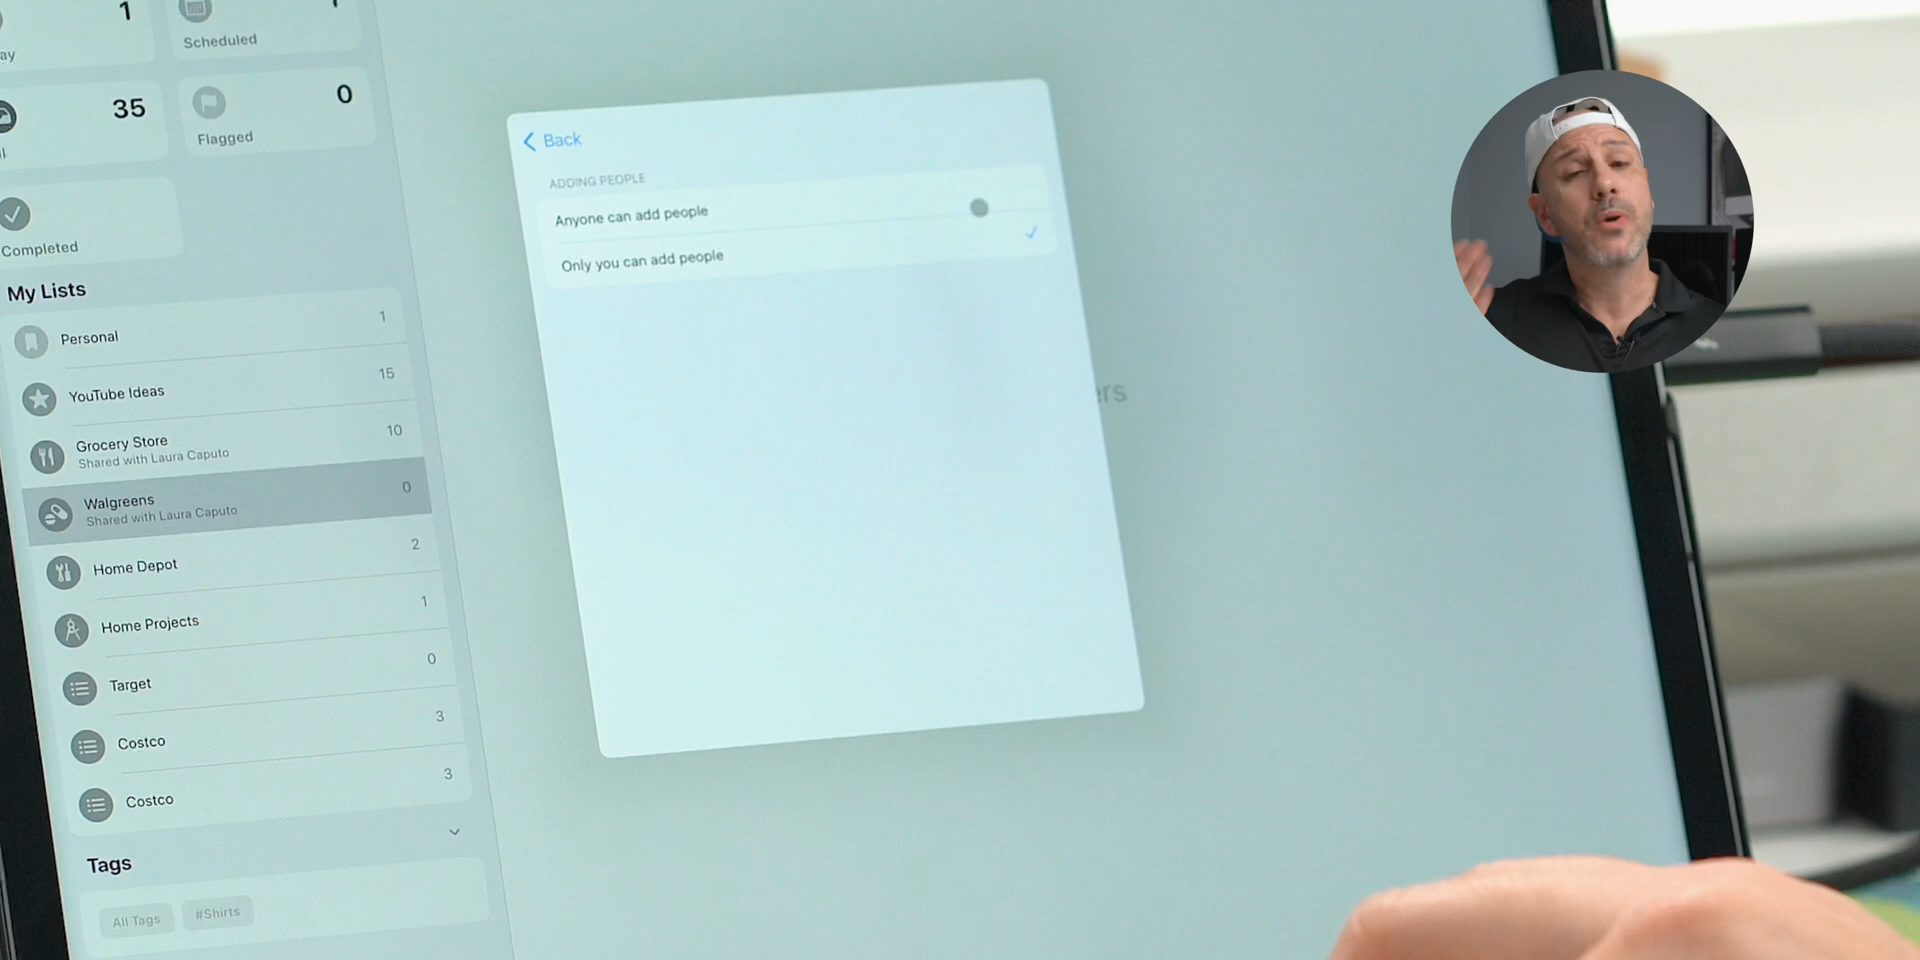 1
Scheduled
35
0
Flagged
Completed
My Lists
Personal
1
YouTube Ideas
15
Grocery Store
10
Shared with Laura Caputo
Walgreens
0
Shared with Laura Caputo
Home Depot
2
Home Projects
1
Target
0
Costco
3
Costco
3
Tags
All Tags
#Shirts
Back
ADDING PEOPLE
Anyone can add people
Only you can add people